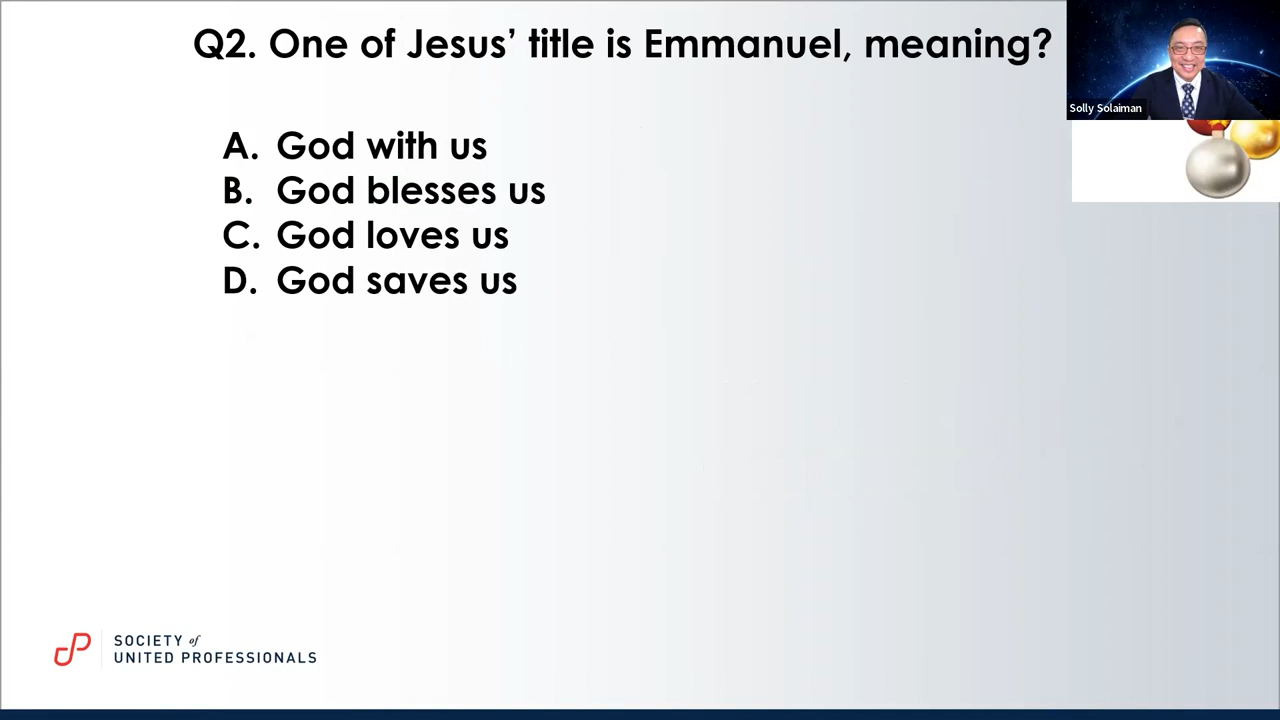 Q2. One of Jesus’ title is Emmanuel, meaning?
Solly Solaiman
A. God with us
B. God blesses us
C. God loves us
D. God saves us
SOCIETY of
UNITED PROFESSIONALS